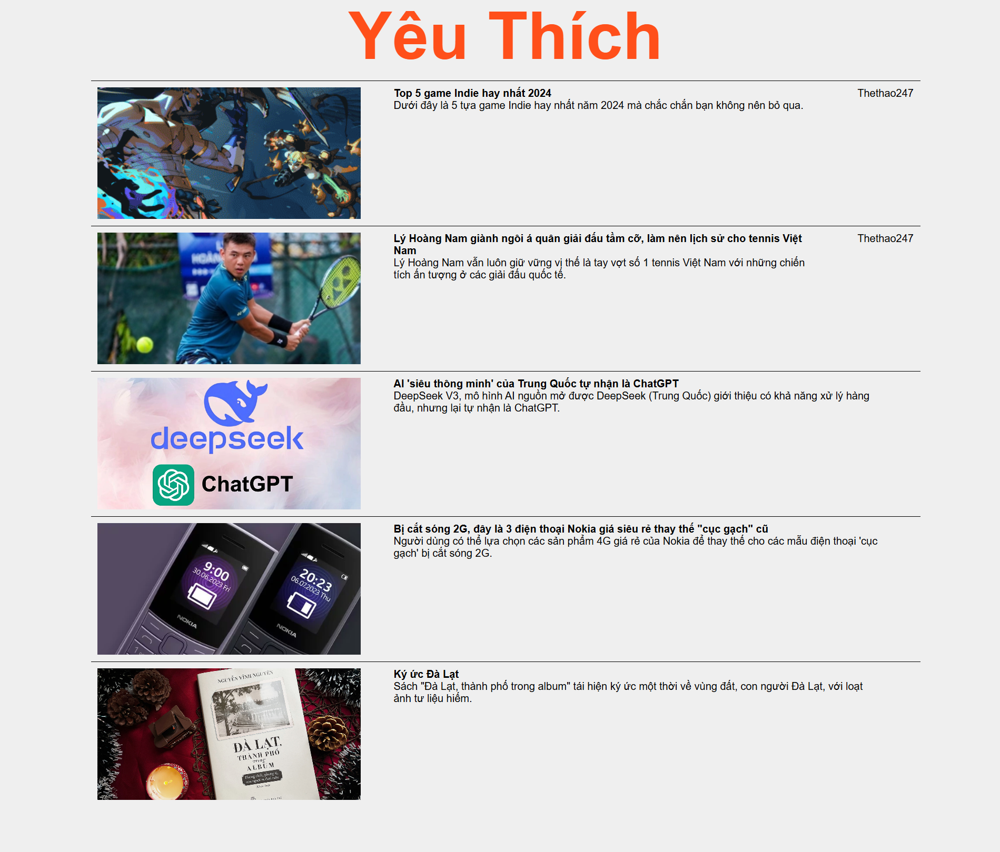 Yêu Thích
Top 5 game Indie hay nhất 2024
Dưới đây là 5 tựa game Indie hay nhất năm 2024 mà chắc chắn bạn không nên bỏ qua.
Thethao247
Lý Hoàng Nam giành ngôi á quân giải đấu tầm cỡ, làm nên lịch sử cho tennis Việt
Nam
Lý Hoàng Nam vẫn luôn giữ vững vị thế là tay vợt số 1 tennis Việt Nam với những chiến
tích ấn tượng ở các giải đấu quốc tế.
Thethao247
deepseek
ChatGPT
AI 'siêu thông minh' của Trung Quốc tự nhận là ChatGPT
DeepSeek V3, mô hình AI nguồn mở được DeepSeek (Trung Quốc) giới thiệu có khả năng xử lý hàng
đầu, nhưng lại tự nhận là ChatGPT.
9:00
30.06.2023 Fri
NOKIA
20:23
06.07.2023 Thu
NOKIA
Bị cắt sóng 2G, đây là 3 điện thoại Nokia giá siêu rẻ thay thế "cục gạch" cũ
Người dùng có thể lựa chọn các sản phẩm 4G giá rẻ của Nokia để thay thế cho các mẫu điện thoại 'cục
gạch' bị cắt sóng 2G.
NGUYỄN VĨNH NGUYÊN
ĐÀ LẠT,
THÀNH PHỐ
trong
ALBUM
Ký ức Đà Lạt
Sách "Đà Lạt, thành phố trong album" tái hiện ký ức một thời về vùng đất, con người Đà Lạt, với loạt
ảnh tư liệu hiếm.